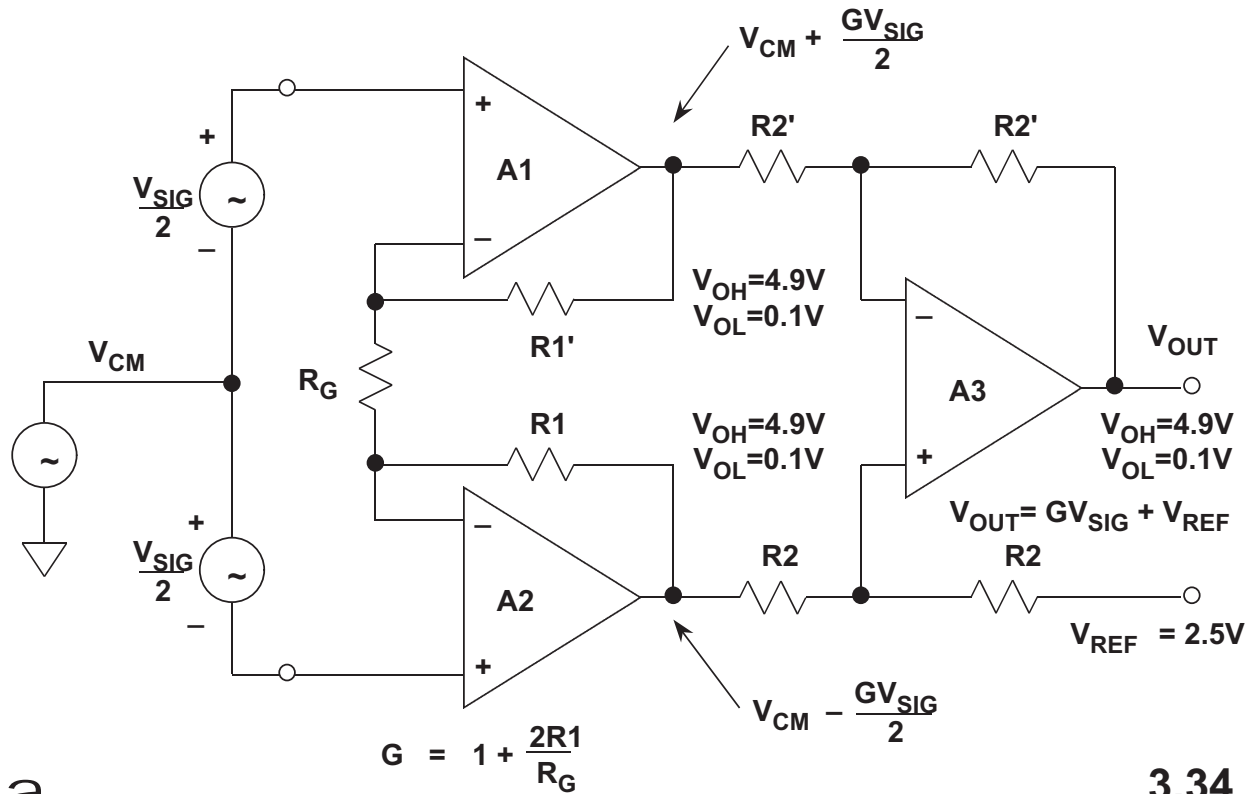 V_CM + GV_SIG / 2
+
A1
–
R2'
R2'
+
V_SIG / 2
~
–
V_OH=4.9V
V_OL=0.1V
R1'
–
V_OUT
V_CM
R_G
A3
~
R1
V_OH=4.9V
V_OL=0.1V
+
V_OH=4.9V
V_OL=0.1V
V_OUT= GV_SIG + V_REF
+
V_SIG / 2
~
–
–
A2
+
R2
R2
V_REF = 2.5V
V_CM – GV_SIG / 2
G = 1 + 2R1 / R_G
a
3.34